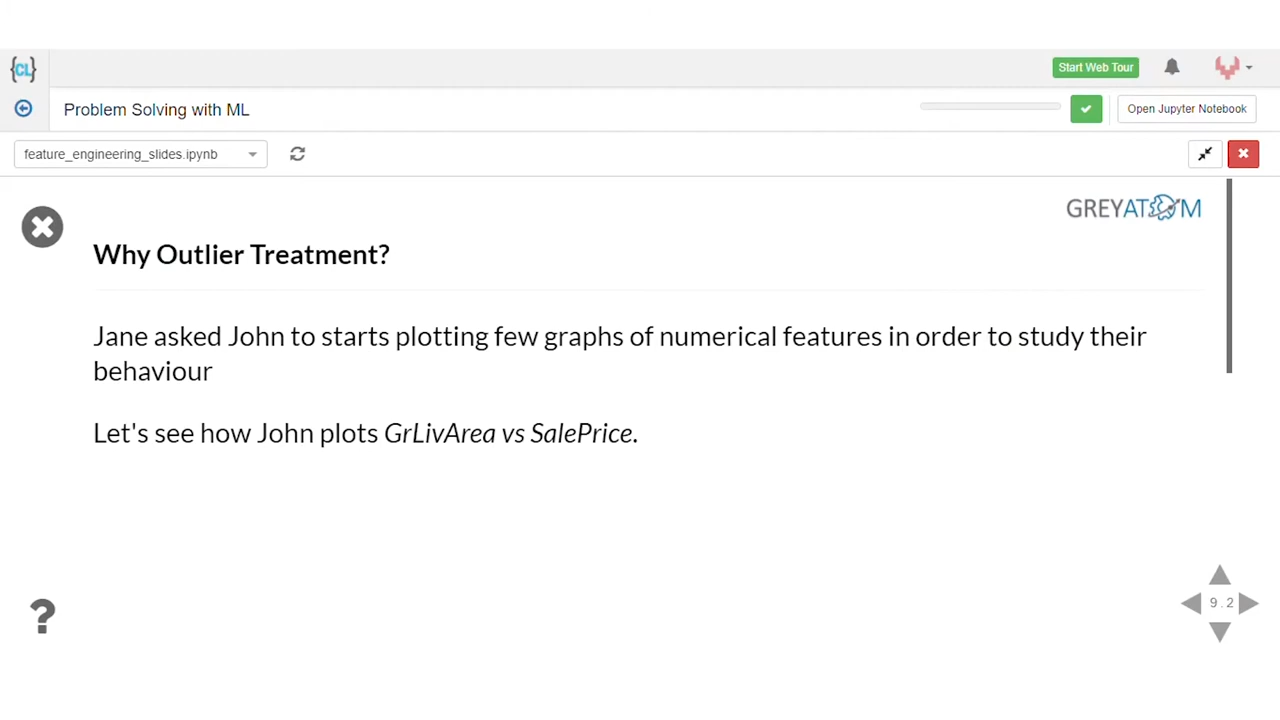 {CL}
Start Web Tour
Problem Solving with ML
Open Jupyter Notebook
feature_engineering_slides.ipynb
GREYATOM
Why Outlier Treatment?
Jane asked John to starts plotting few graphs of numerical features in order to study their
behaviour
Let's see how John plots GrLivArea vs SalePrice.
?
9.2